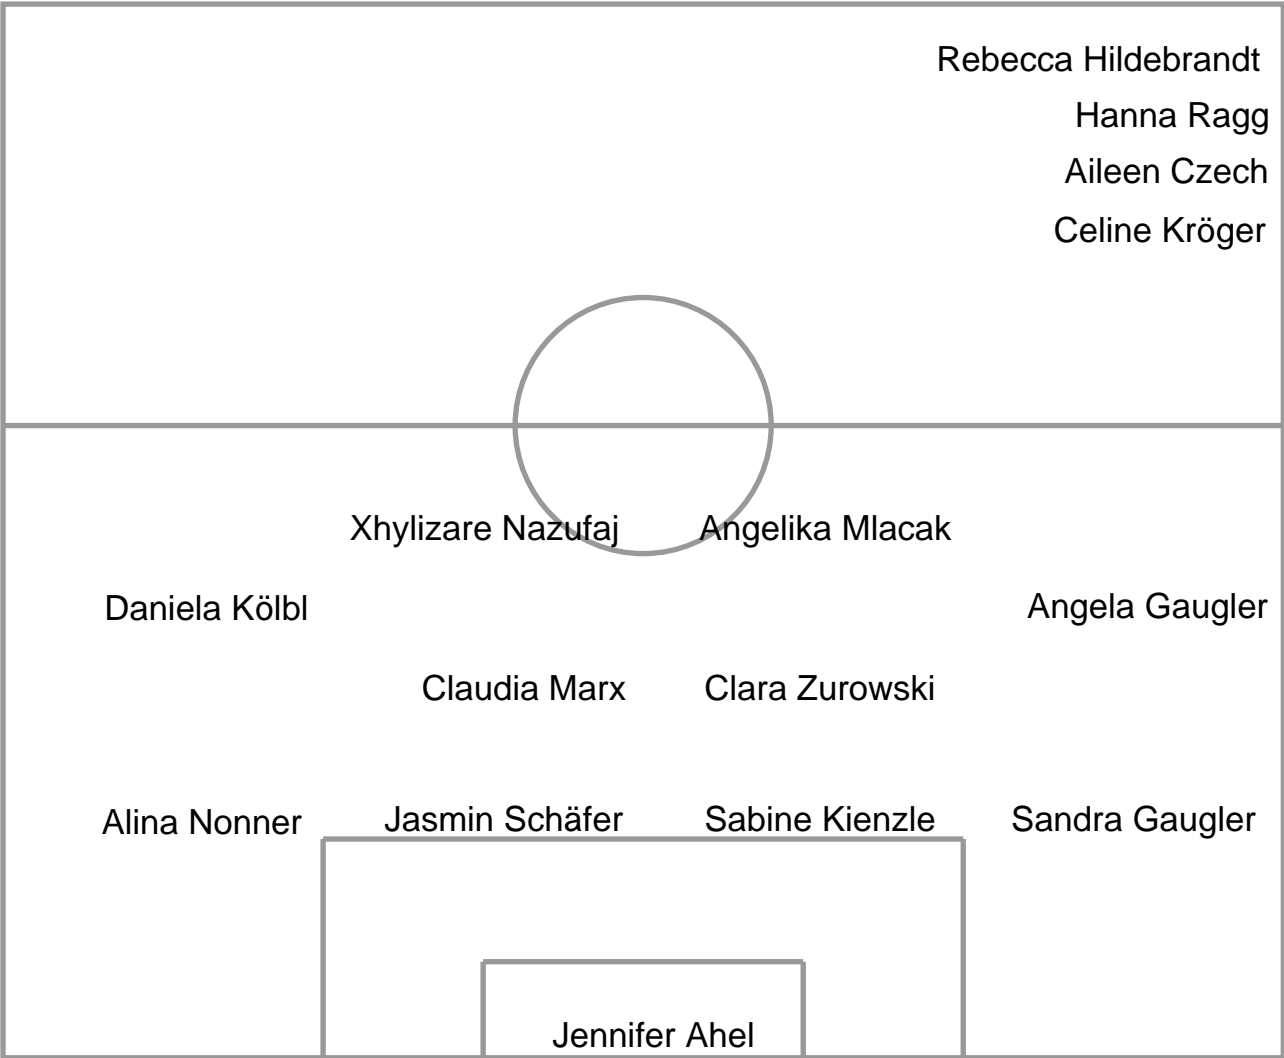 Rebecca Hildebrandt
Hanna Ragg
Aileen Czech
Celine Kröger
Xhylizare Nazufaj Angelika Mlacak
Daniela Kölbl Angela Gaugler
Claudia Marx Clara Zurowski
Alina Nonner Jasmin Schäfer Sabine Kienzle Sandra Gaugler
Jennifer Ahel